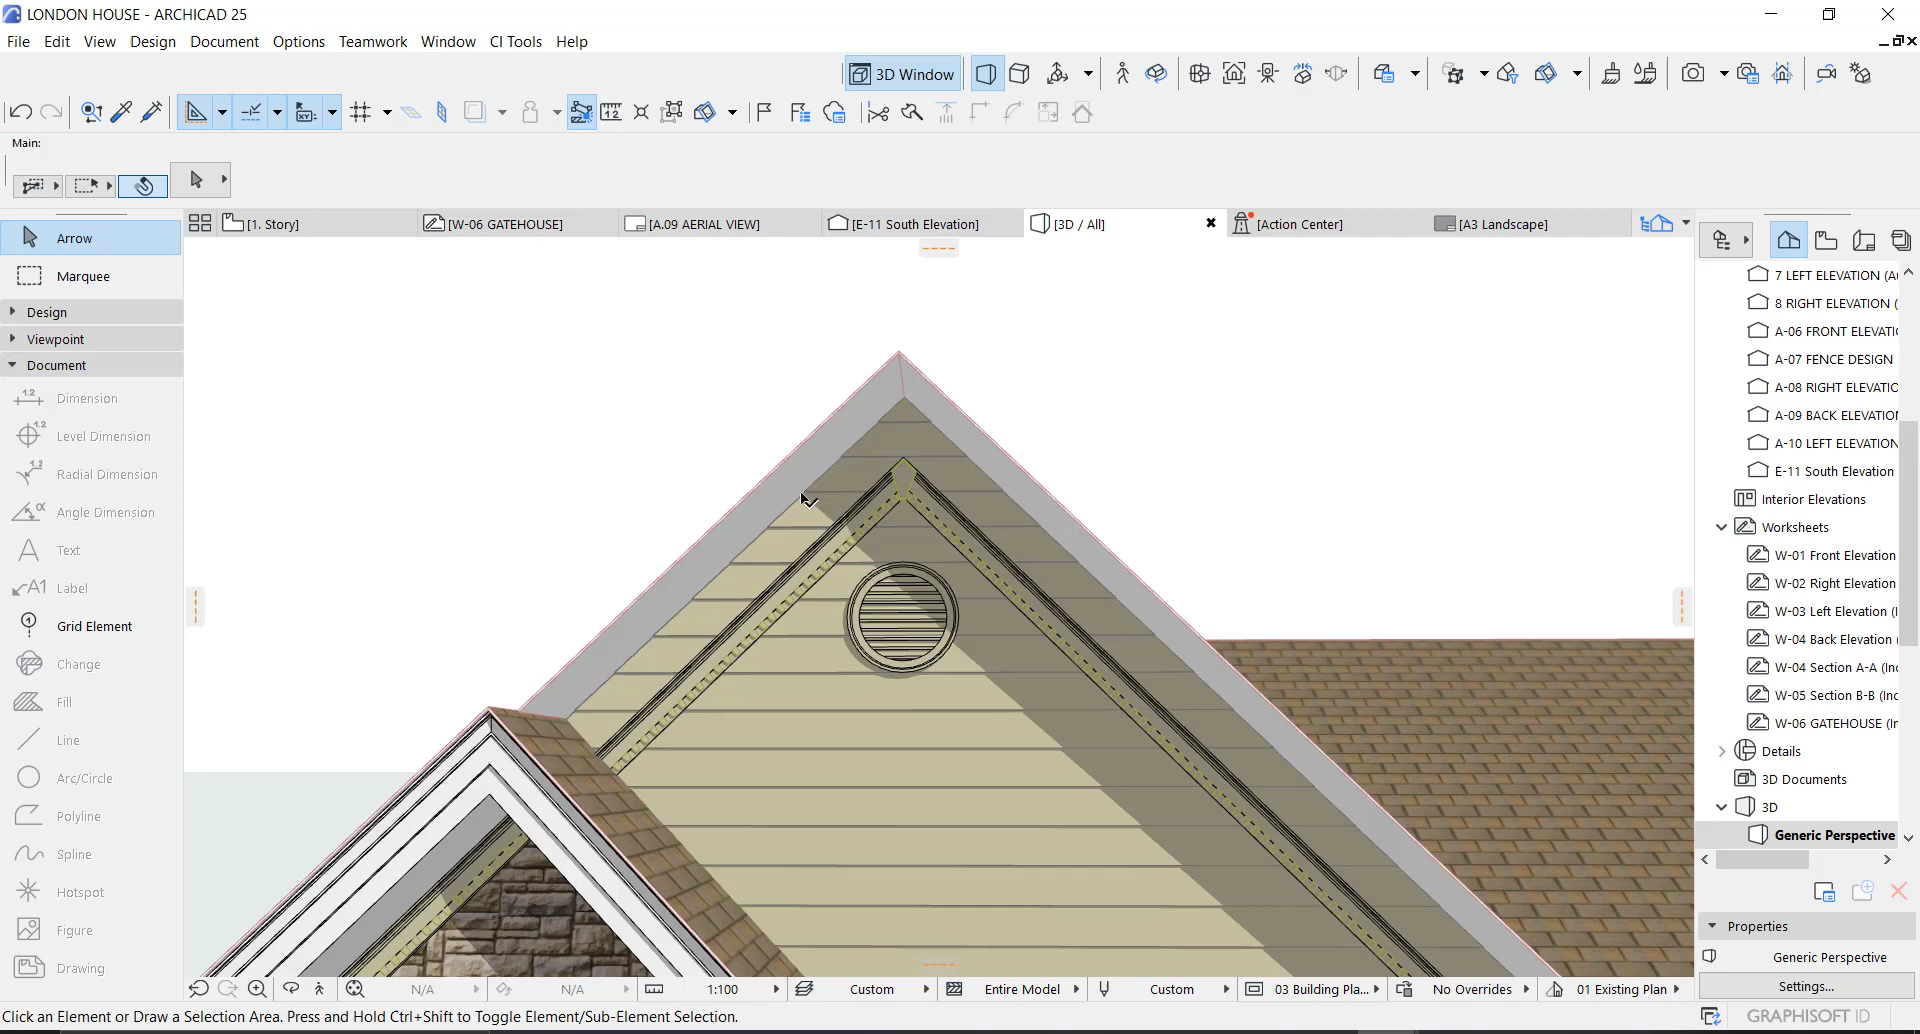 LONDON HOUSE - ARCHICAD 25
File Edit View Design Document Options Teamwork Window CI Tools Help
3D Window
Main:
[1. Story] [W-06 GATEHOUSE] [A.09 AERIAL VIEW] [E-11 South Elevation] [3D / All] [Action Center] [A3 Landscape]
Arrow
Marquee
Design
Viewpoint
Document
Dimension
Level Dimension
Radial Dimension
Angle Dimension
Text
Label
Grid Element
Change
Fill
Line
Arc/Circle
Polyline
Spline
Hotspot
Figure
Drawing
7 LEFT ELEVATION (A
8 RIGHT ELEVATION (
A-06 FRONT ELEVATI
A-07 FENCE DESIGN
A-08 RIGHT ELEVATIO
A-09 BACK ELEVATION
A-10 LEFT ELEVATION
E-11 South Elevation
Interior Elevations
Worksheets
W-01 Front Elevation
W-02 Right Elevation
W-03 Left Elevation (I
W-04 Back Elevation
W-04 Section A-A (Inc
W-05 Section B-B (Inc
W-06 GATEHOUSE (Ir
Details
3D Documents
3D
Generic Perspective
Properties
Generic Perspective
Settings...
N/A N/A 1:100 Custom Entire Model Custom 03 Building Pla... No Overrides 01 Existing Plan
Click an Element or Draw a Selection Area. Press and Hold Ctrl+Shift to Toggle Element/Sub-Element Selection.
GRAPHISOFT ID